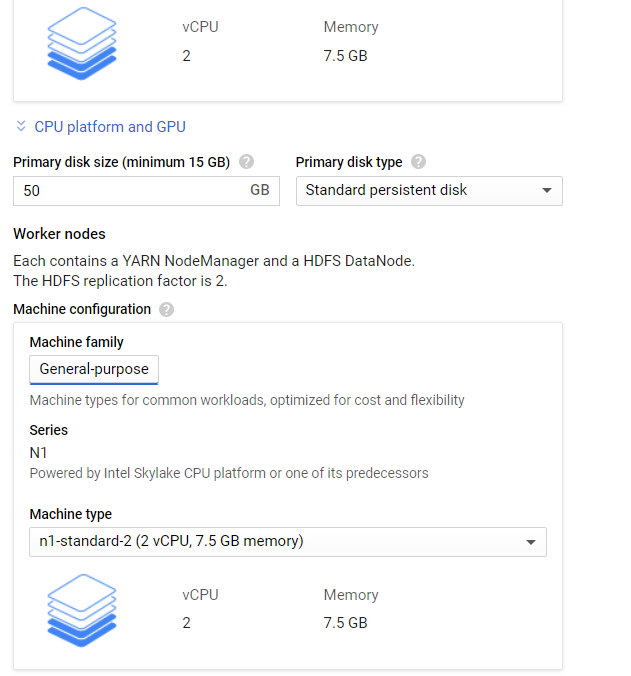 vCPU Memory
2 7.5 GB
CPU platform and GPU
Primary disk size (minimum 15 GB) ? Primary disk type ?
50 GB Standard persistent disk
Worker nodes
Each contains a YARN NodeManager and a HDFS DataNode.
The HDFS replication factor is 2.
Machine configuration ?
Machine family
General-purpose
Machine types for common workloads, optimized for cost and flexibility
Series
N1
Powered by Intel Skylake CPU platform or one of its predecessors
Machine type
n1-standard-2 (2 vCPU, 7.5 GB memory)
vCPU Memory
2 7.5 GB